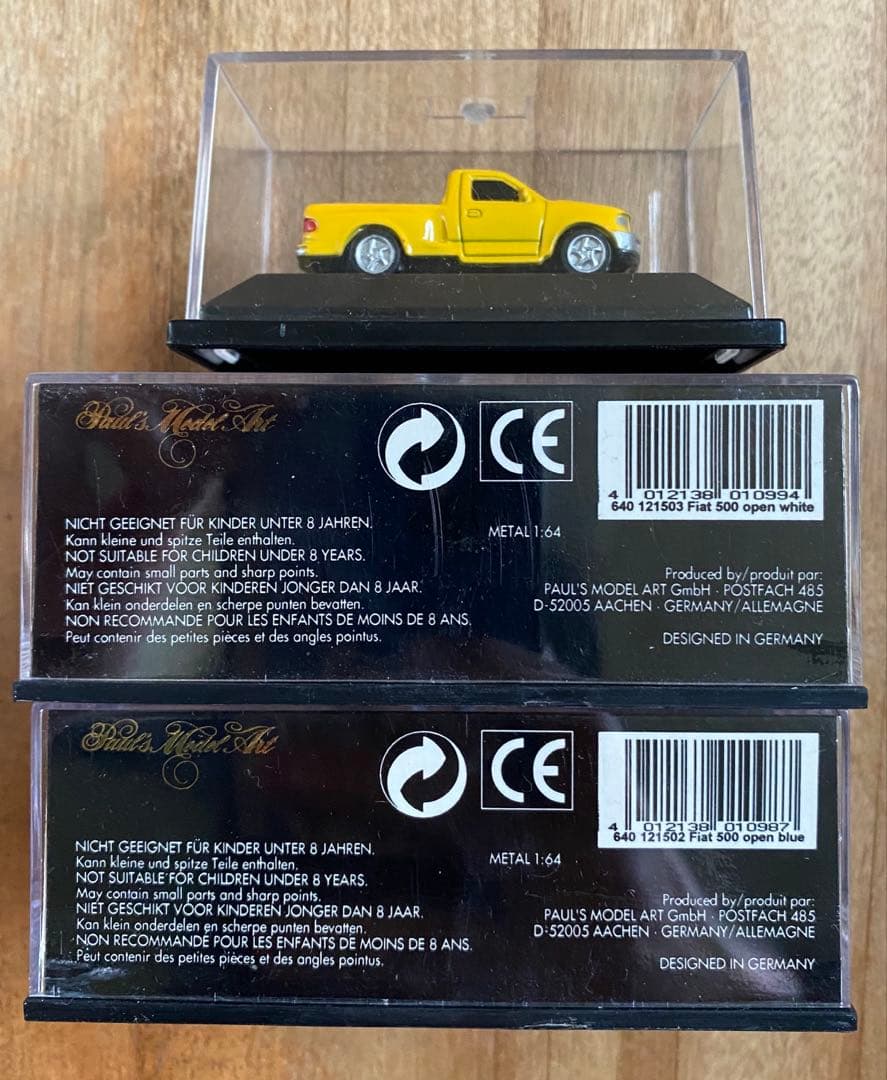 Paul's Model Art
CE
4 012138 010994
640 121503 Fiat 500 open white
NICHT GEEIGNET FÜR KINDER UNTER 8 JAHREN.
Kann kleine und spitze Teile enthalten.
NOT SUITABLE FOR CHILDREN UNDER 8 YEARS.
May contain small parts and sharp points.
NIET GESCHIKT VOOR KINDEREN JONGER DAN 8 JAAR.
Kan klein onderdelen en scherpe punten bevatten.
NON RECOMMANDE POUR LES ENFANTS DE MOINS DE 8 ANS.
Peut contenir des petites pièces et des angles pointus.
METAL 1:64
Produced by/produit par:
PAUL'S MODEL ART GmbH · POSTFACH 485
D-52005 AACHEN · GERMANY/ALLEMAGNE
DESIGNED IN GERMANY
Paul's Model Art
CE
4 012138 010987
640 121502 Fiat 500 open blue
NICHT GEEIGNET FÜR KINDER UNTER 8 JAHREN.
Kann kleine und spitze Teile enthalten.
NOT SUITABLE FOR CHILDREN UNDER 8 YEARS.
May contain small parts and sharp points.
NIET GESCHIKT VOOR KINDEREN JONGER DAN 8 JAAR.
Kan klein onderdelen en scherpe punten bevatten.
NON RECOMMANDE POUR LES ENFANTS DE MOINS DE 8 ANS.
Peut contenir des petites pièces et des angles pointus.
METAL 1:64
Produced by/produit par:
PAUL'S MODEL ART GmbH · POSTFACH 485
D-52005 AACHEN · GERMANY/ALLEMAGNE
DESIGNED IN GERMANY